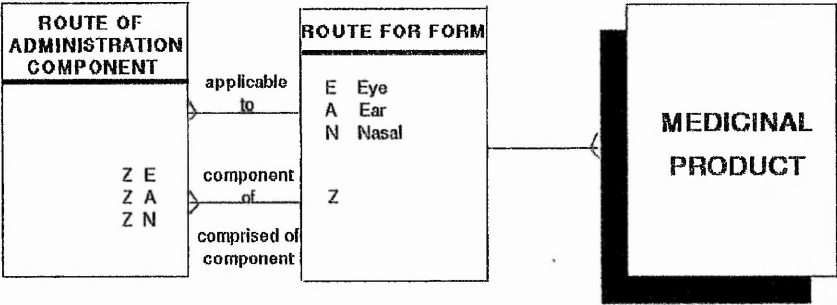 ROUTE OF
ADMINISTRATION
COMPONENT
Z E
Z A
Z N
applicable
to
component
of
comprised of
component
ROUTE FOR FORM
E Eye
A Ear
N Nasal
Z
MEDICINAL
PRODUCT